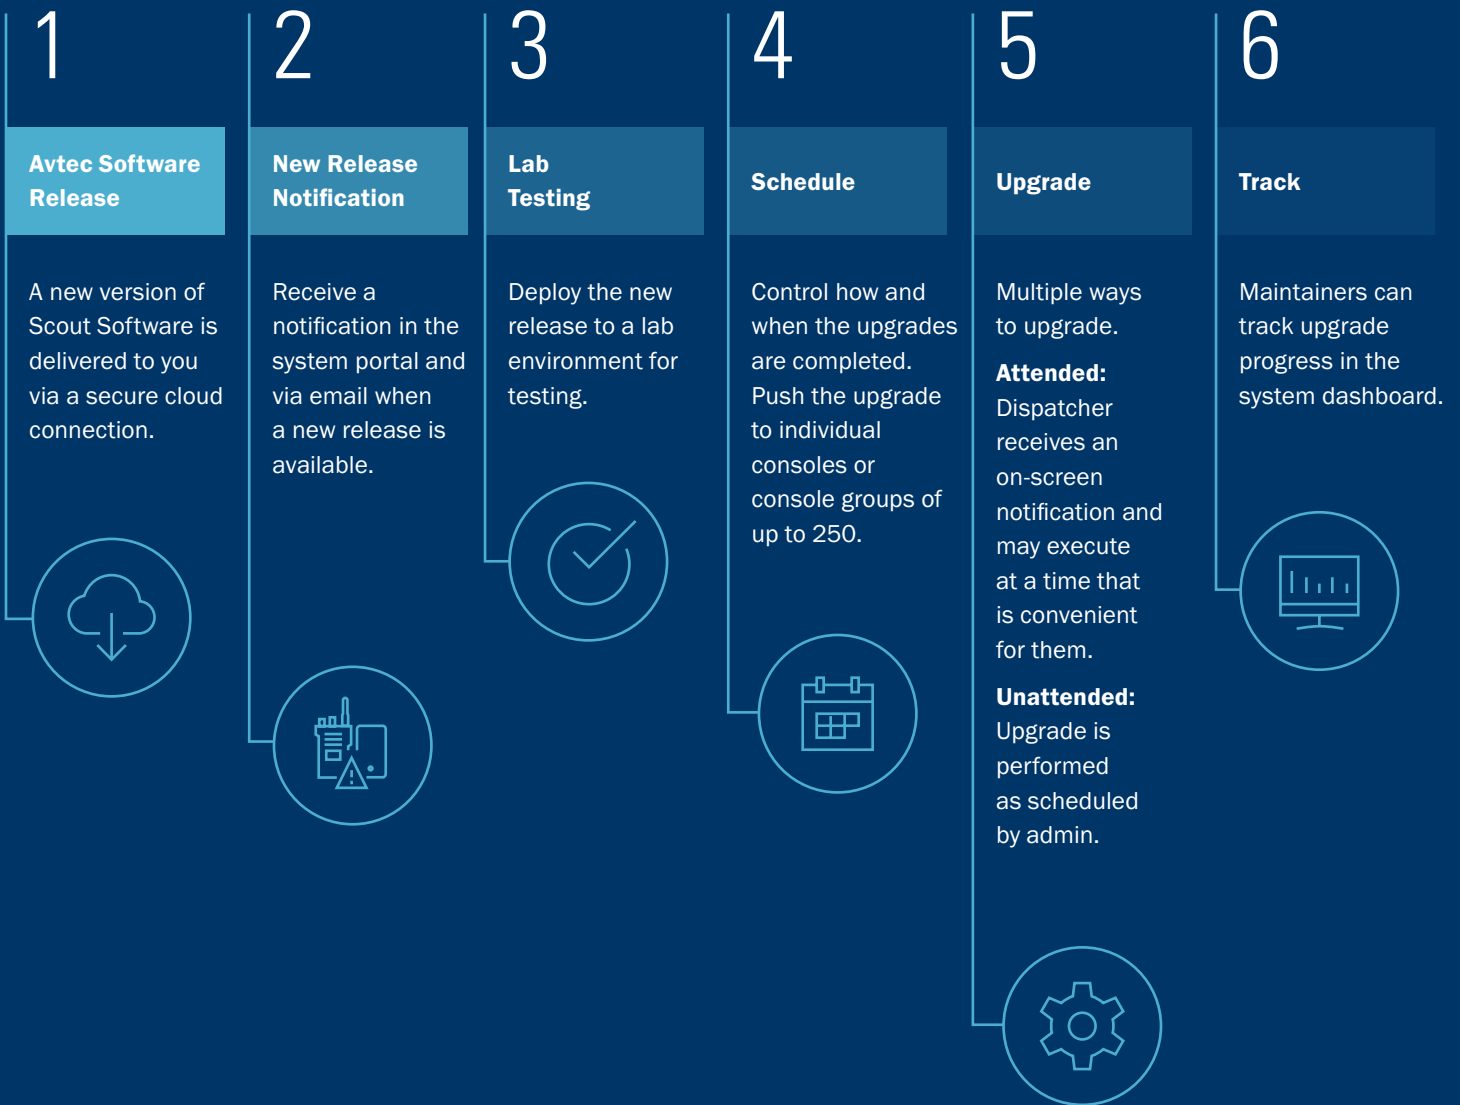 1
Avtec Software
Release
A new version of
Scout Software is
delivered to you
via a secure cloud
connection.
2
New Release
Notification
Receive a
notification in the
system portal and
via email when
a new release is
available.
3
Lab
Testing
Deploy the new
release to a lab
environment for
testing.
4
Schedule
Control how and
when the upgrades
are completed.
Push the upgrade
to individual
consoles or
console groups of
up to 250.
5
Upgrade
Multiple ways
to upgrade.
Attended:
Dispatcher
receives an
on-screen
notification and
may execute
at a time that
is convenient
for them.
Unattended:
Upgrade is
performed
as scheduled
by admin.
6
Track
Maintainers can
track upgrade
progress in the
system dashboard.